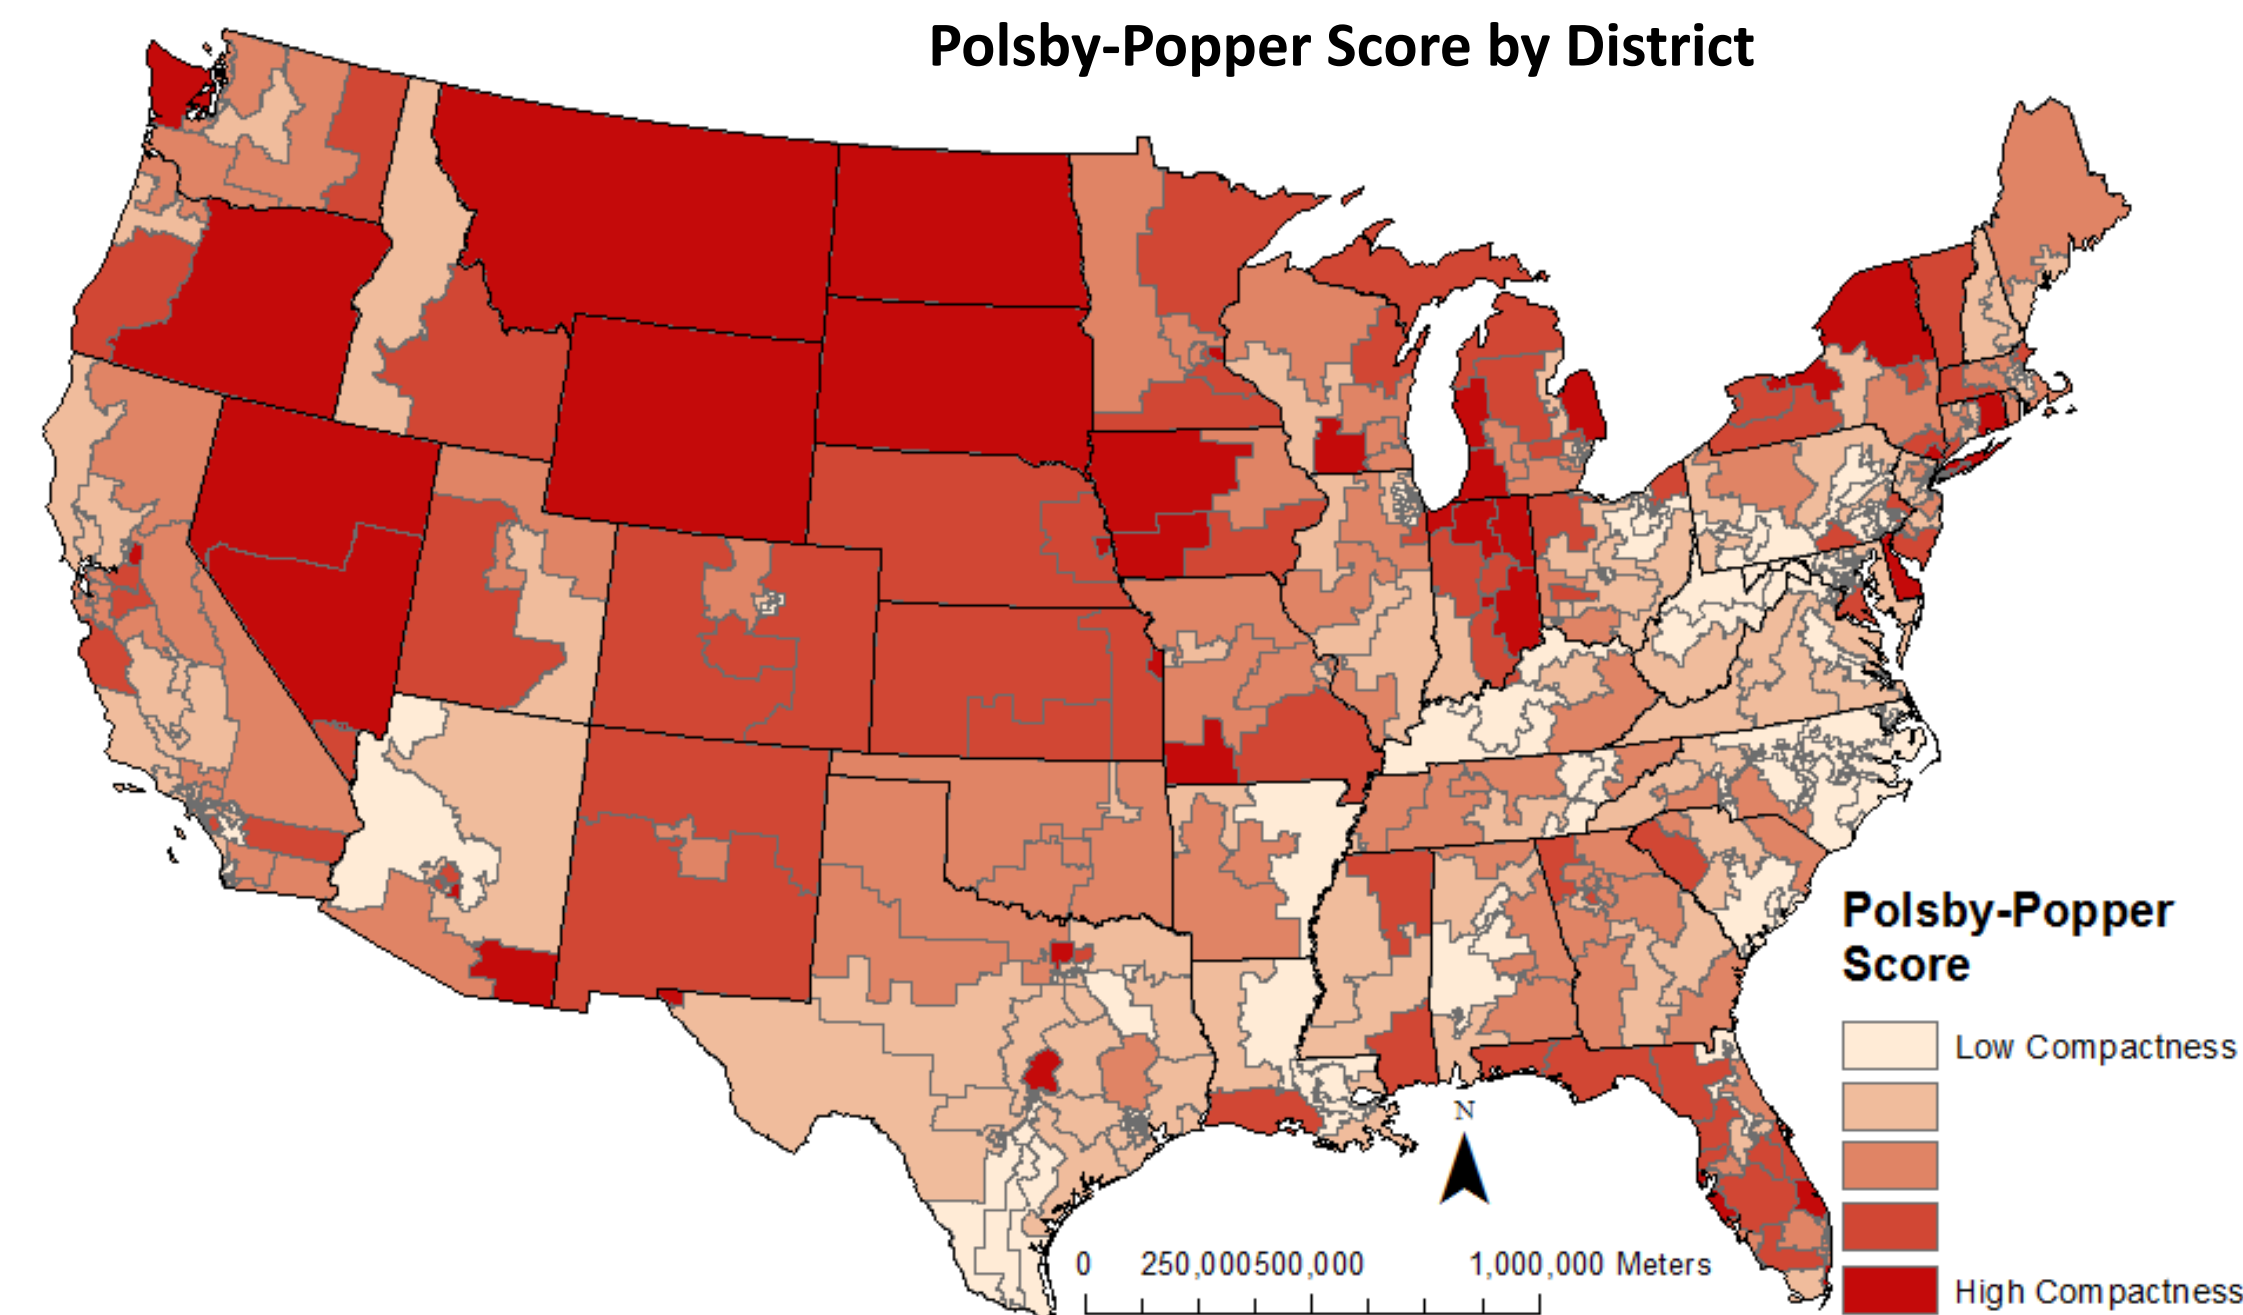 Polsby-Popper Score by District
Polsby-Popper
Score
Low Compactness
High Compactness
N
0 250,000500,000 1,000,000 Meters